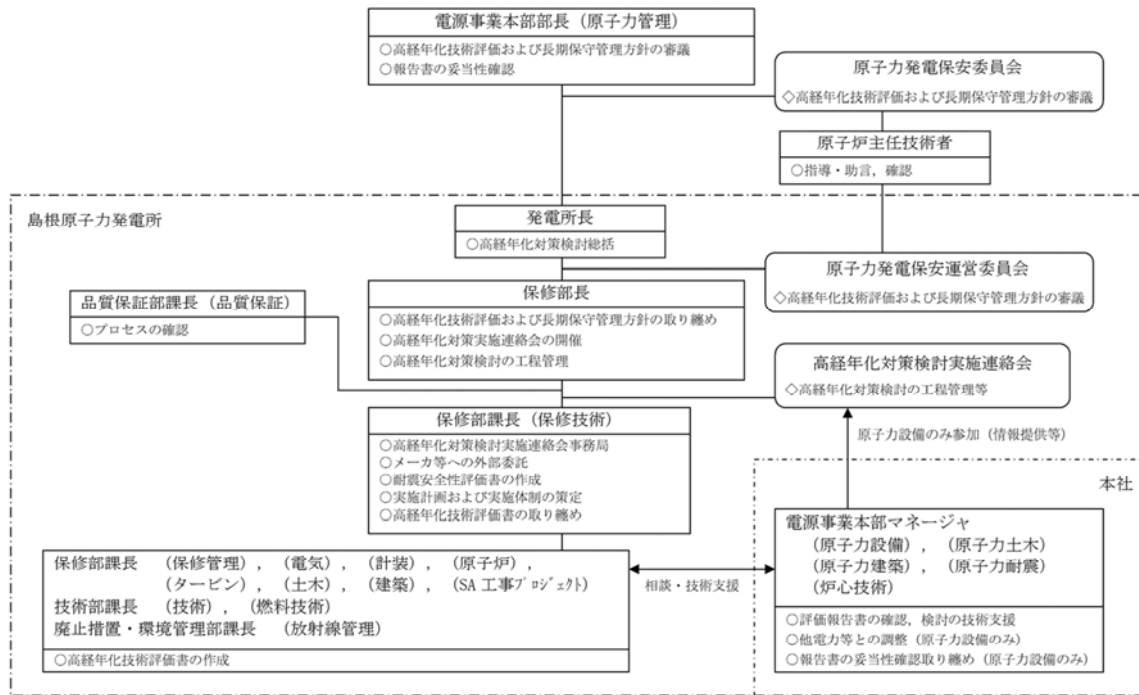 電源事業本部部長（原子力管理）
○高経年化技術評価および長期保守管理方針の審議
○報告書の妥当性確認
原子力発電保安委員会
◇高経年化技術評価および長期保守管理方針の審議
原子炉主任技術者
○指導・助言，確認
島根原子力発電所
発電所長
○高経年化対策検討総括
原子力発電保安運営委員会
◇高経年化技術評価および長期保守管理方針の審議
品質保証部課長（品質保証）
○プロセスの確認
保修部長
○高経年化技術評価および長期保守管理方針の取り纏め
○高経年化対策実施連絡会の開催
○高経年化対策検討の工程管理
高経年化対策検討実施連絡会
◇高経年化対策検討の工程管理等
保修部課長（保修技術）
○高経年化対策検討実施連絡会事務局
○メーカ等への外部委託
○耐震安全性評価書の作成
○実施計画および実施体制の策定
○高経年化技術評価書の取り纏め
原子力設備のみ参加（情報提供等）
本社
保修部課長　（保修管理），（電気），（計装），（原子炉），
（タービン），（土木），（建築），（SA工事プロジェクト）
技術部課長　（技術），（燃料技術）
廃止措置・環境管理部課長　（放射線管理）
○高経年化技術評価書の作成
相談・技術支援
電源事業本部マネージャ
（原子力設備），（原子力土木）
（原子力建築），（原子力耐震）
（炉心技術）
○評価報告書の確認，検討の技術支援
○他電力等との調整（原子力設備のみ）
○報告書の妥当性確認取り纏め（原子力設備のみ）